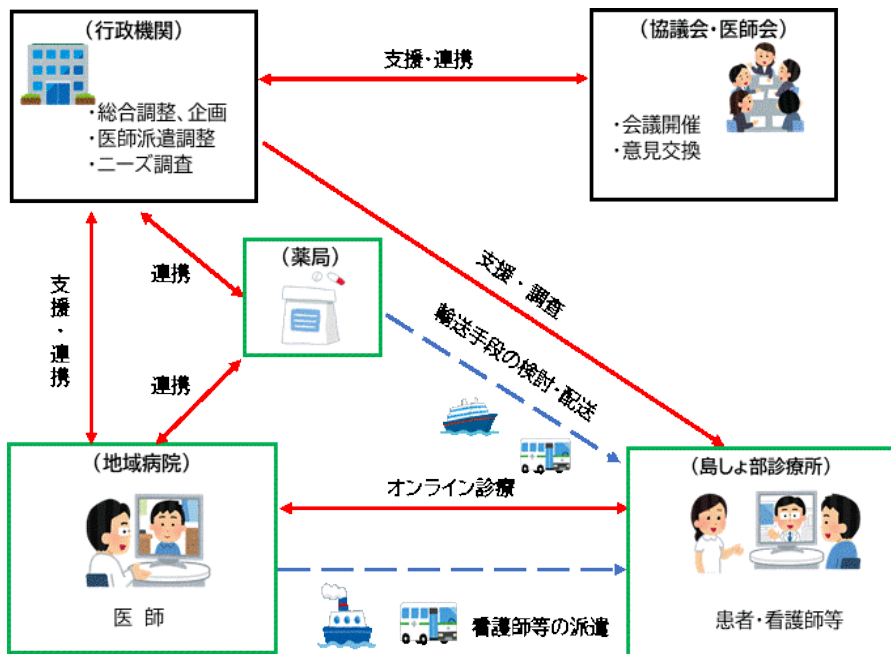 （行政機関）
・総合調整、企画
・医師派遣調整
・ニーズ調査
支援・連携
（協議会・医師会）
・会議開催
・意見交換
支援・連携
連携
（薬局）
支援・調査
輸送手段の検討・配送
連携
（地域病院）
医 師
オンライン診療
看護師等の派遣
（島しょ部診療所）
患者・看護師等